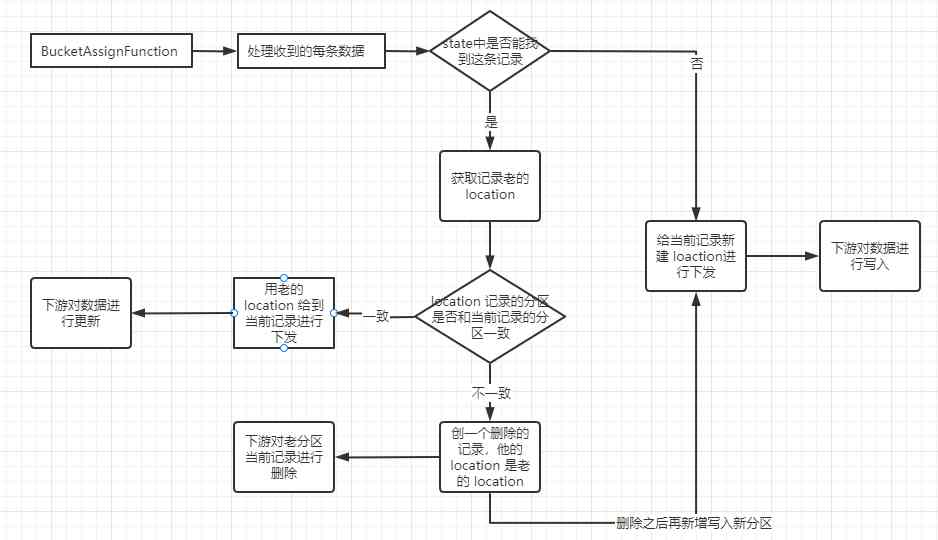 BucketAssignFunction
处理收到的每条数据
state中是否能找
到这条记录
否
是
获取记录老的
location
给当前记录新
建 loaction进
行下发
下游对数据进
行写入
下游对数据进
行更新
用老的
location 给到
当前记录进行
下发
一致
location 记录的分区
是否和当前记录的分
区一致
不一致
下游对老分区
当前记录进行
删除
创一个删除的
记录，他的
location 是老
的 location
删除之后再新增写入新分区